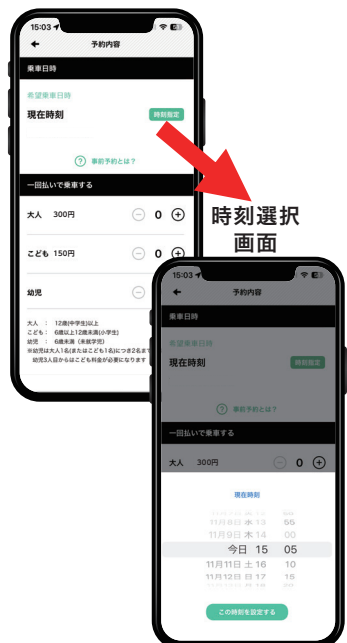 15:03
予約内容
乗車日時
希望乗車日時
現在時刻
時刻指定
? 事前予約とは?
一回払いで乗車する
大人 300円 0
こども 150円 0
幼児
大人 : 12歳(中学生)以上
こども : 6歳以上12歳未満(小学生)
幼児 : 6歳未満(未就学児)
※幼児は大人1名(またはこども1名)につき2名まで
幼児3人目からはこども料金が必要になります
時刻選択
画面
15:03
予約内容
乗車日時
希望乗車日時
現在時刻
時刻指定
? 事前予約とは?
一回払いで乗車する
大人 300円 0
現在時刻
11月8日 水 13 55
11月9日 木 14 00
今日 15 05
11月11日 土 16 10
11月12日 日 17 15
この時刻を設定する